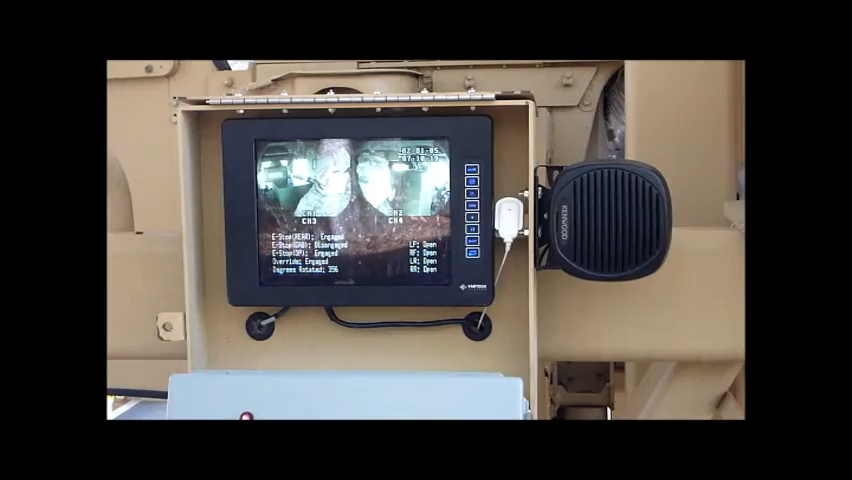 02-01-05
CH1 CH2
CH3 CH4
E-Stop(REAR): Engaged
E-Stop(CAB): Disengaged
E-Stop(OP): Engaged
Override: Engaged
Degrees Rotated: 356
LF: Open
RF: Open
LR: Open
RR: Open
KENWOOD